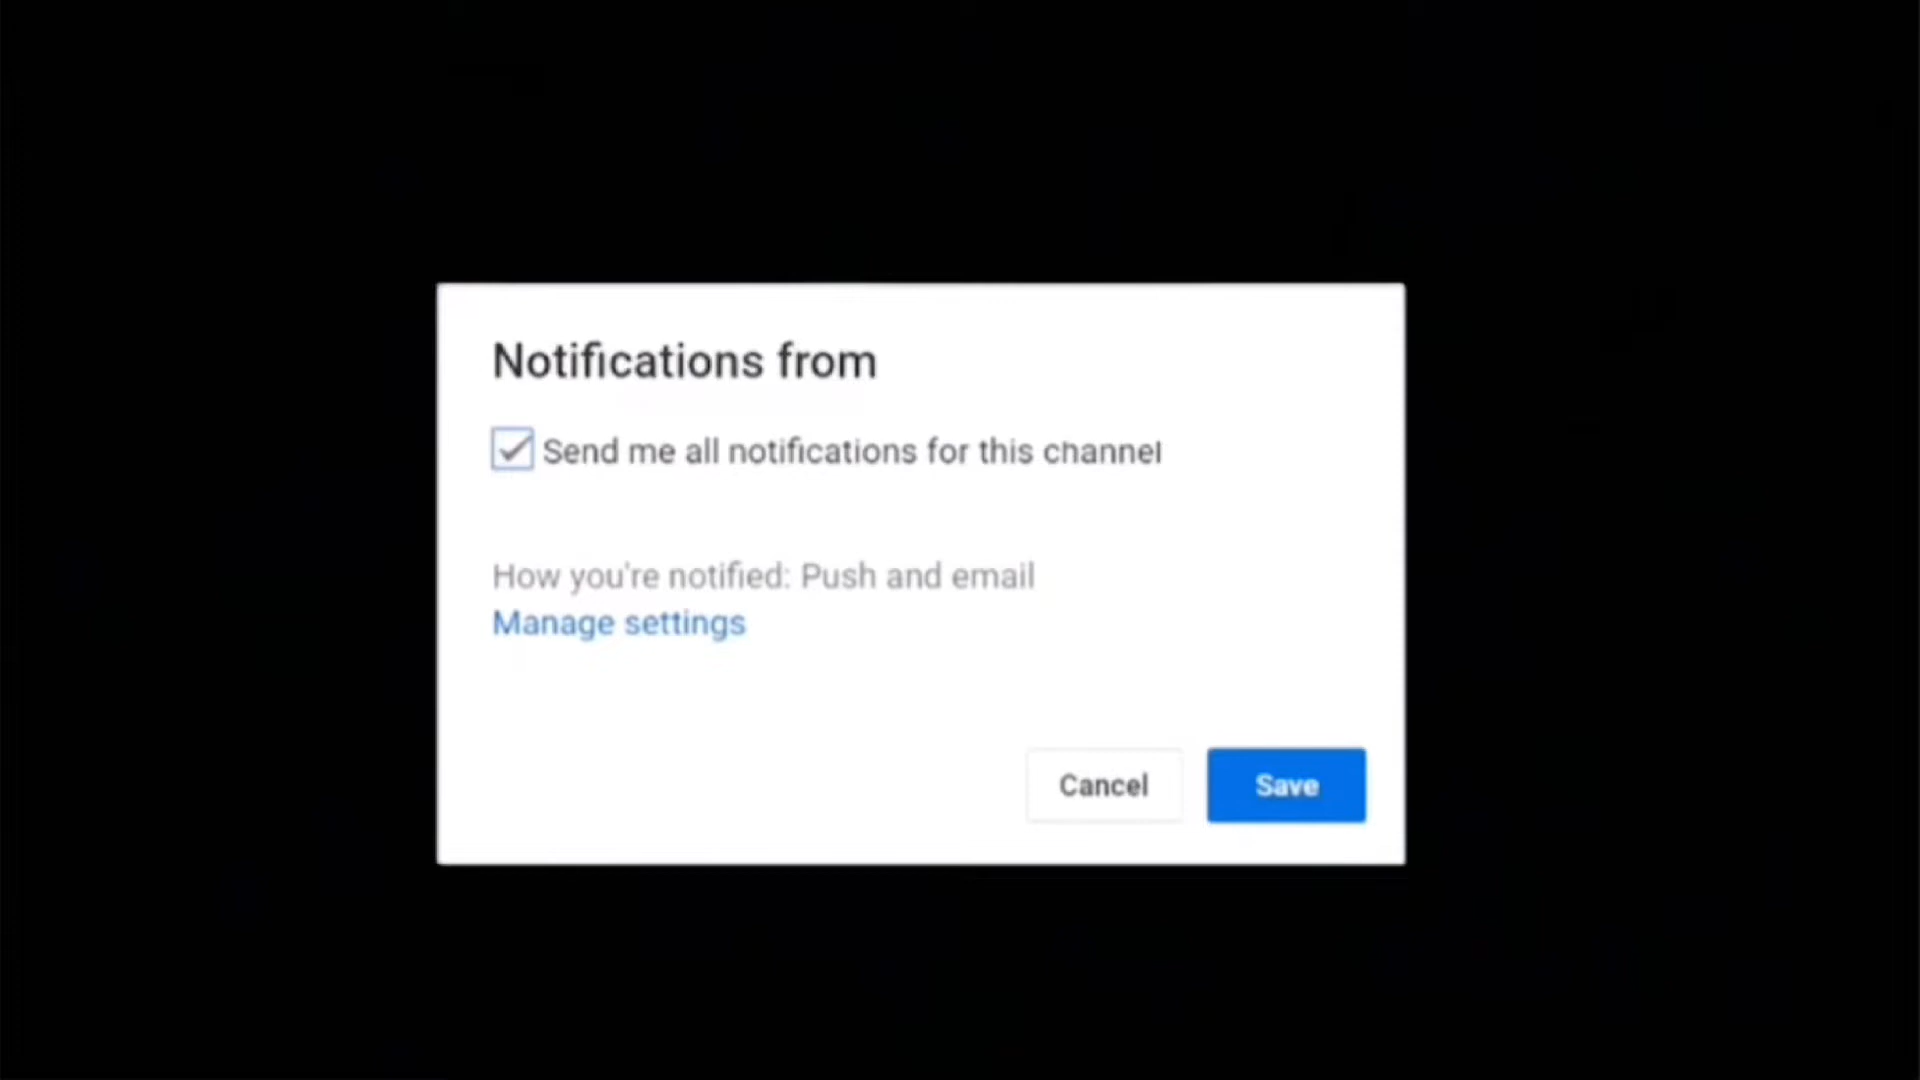 Notifications from
Send me all notifications for this channel
How you're notified: Push and email
Manage settings
Cancel
Save